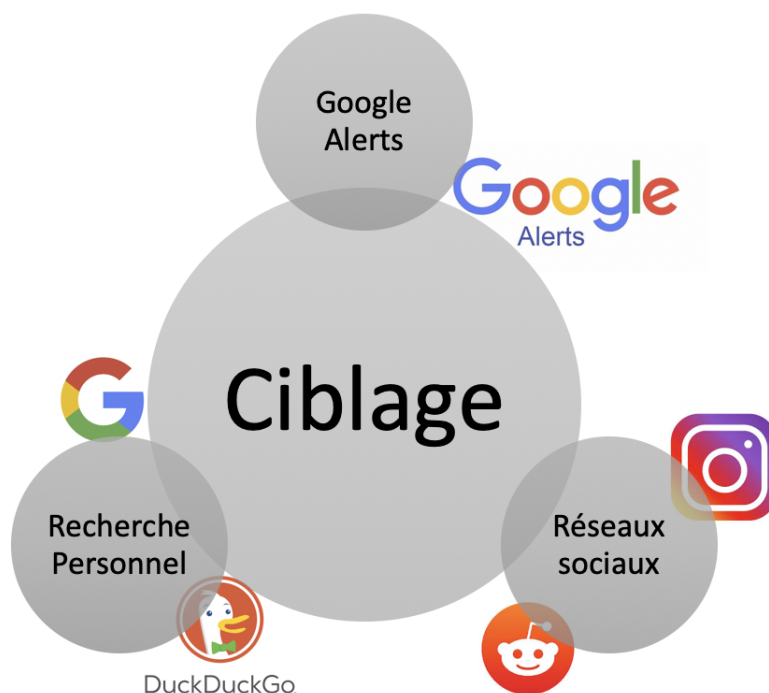 Google
Alerts
Google
Alerts
Ciblage
Recherche
Personnel
Réseaux
sociaux
DuckDuckGo